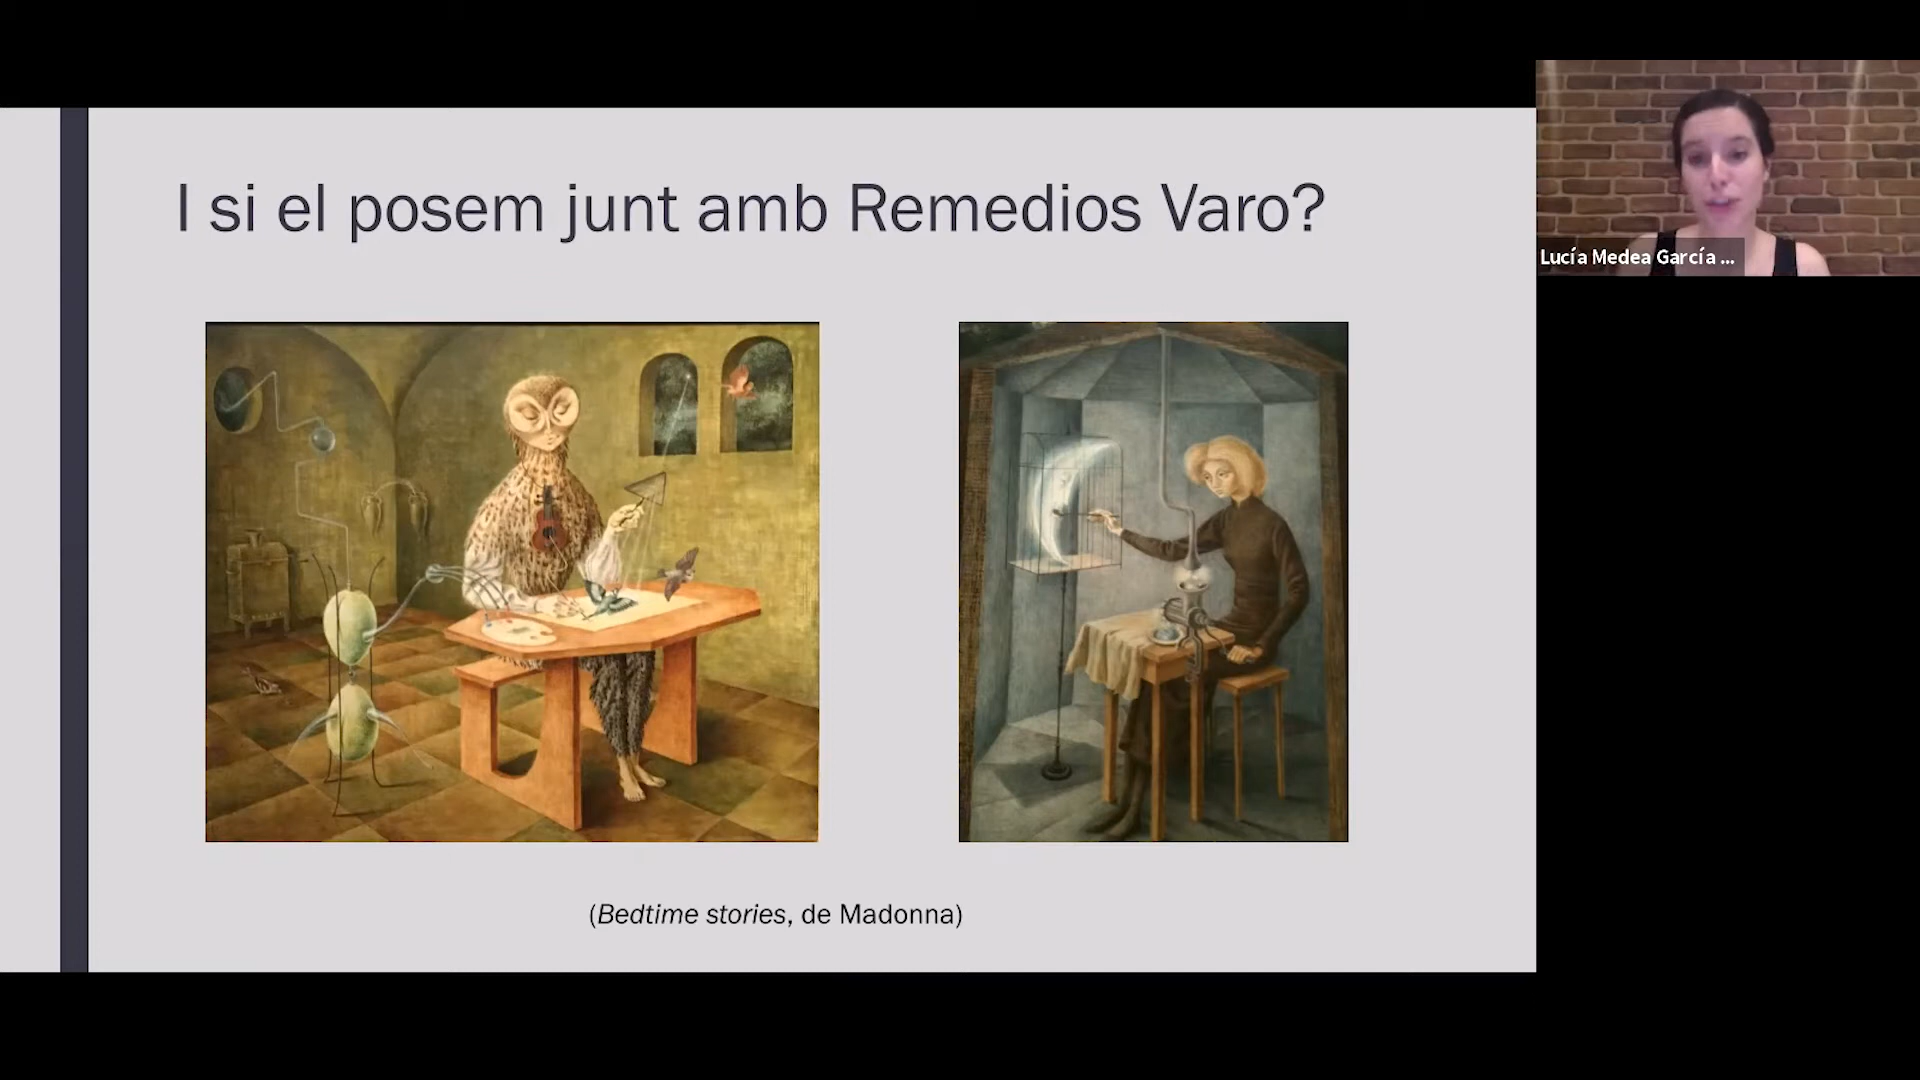 I si el posem junt amb Remedios Varo?
Lucía Medea García ...
(Bedtime stories, de Madonna)